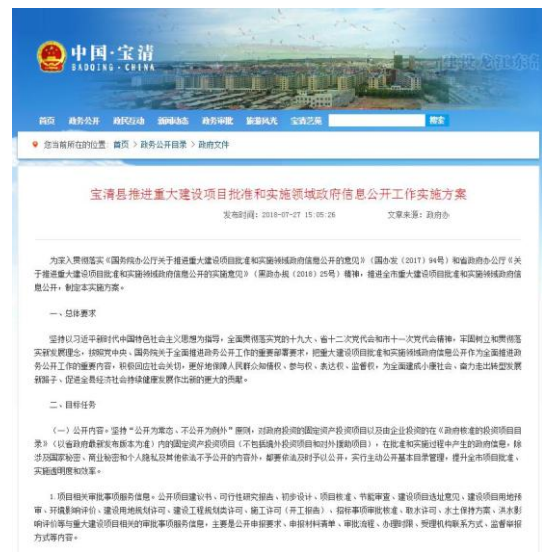 中国·宝清
BAOQING·CHINA
首页 政务公开 政民互动 新闻动态 政务审批 旅游风光 宝清艺苑 搜索
您当前所在的位置: 首页 > 政务公开目录 > 政府文件
宝清县推进重大建设项目批准和实施领域政府信息公开工作实施方案
发布时间: 2018-07-27 15:05:26 文章来源: 政府办
为深入贯彻落实《国务院办公厅关于推进重大建设项目批准和实施领域政府信息公开的意见》(国办发〔2017〕94号)和省政府办公厅《关
于推进重大建设项目批准和实施领域政府信息公开的实施意见》(黑政办规〔2018〕25号)精神,推进全市重大建设项目批准和实施领域政府信
息公开,制定本实施方案。
一、总体要求
坚持以习近平新时代中国特色社会主义思想为指导,全面贯彻落实党的十九大、省十二次党代会和市十一次党代会精神,牢固树立和贯彻落
实新发展理念,按照党中央、国务院关于全面推进政务公开工作的重要部署要求,把重大建设项目批准和实施领域政府信息公开作为全面推进政
务公开工作的重要内容,积极回应社会关切,更好地保障人民群众知情权、参与权、表达权、监督权,为全面建成小康社会、奋力走出转型发展
新路子、促进全县经济社会持续健康发展作出新的更大的贡献。
二、目标任务
(一)公开内容。坚持“公开为常态、不公开为例外”原则,对政府投资的固定资产投资项目以及由企业投资的在《政府核准的投资项目目
录》(以省政府最新发布版本为准)内的固定资产投资项目(不包括境外投资项目和对外援助项目),在批准和实施过程中产生的政府信息,除
涉及国家秘密、商业秘密和个人隐私及其他依法不予公开的内容外,都要依法及时予以公开,实行主动公开基本目录管理,提升全市项目批准、
实施透明度和效率。
1.项目相关审批事项服务信息。公开项目建议书、可行性研究报告、初步设计、项目核准、节能审查、建设项目选址意见、建设项目用地预
审、环境影响评价、建设用地规划许可、建设工程规划类许可、施工许可(开工报告)、招标事项审批核准、取水许可、水土保持方案、洪水影
响评价等与重大建设项目相关的审批事项服务信息,主要是公开申报要求、申报材料清单、审批流程、办理时限、受理机构联系方式、监督举报
方式等内容。